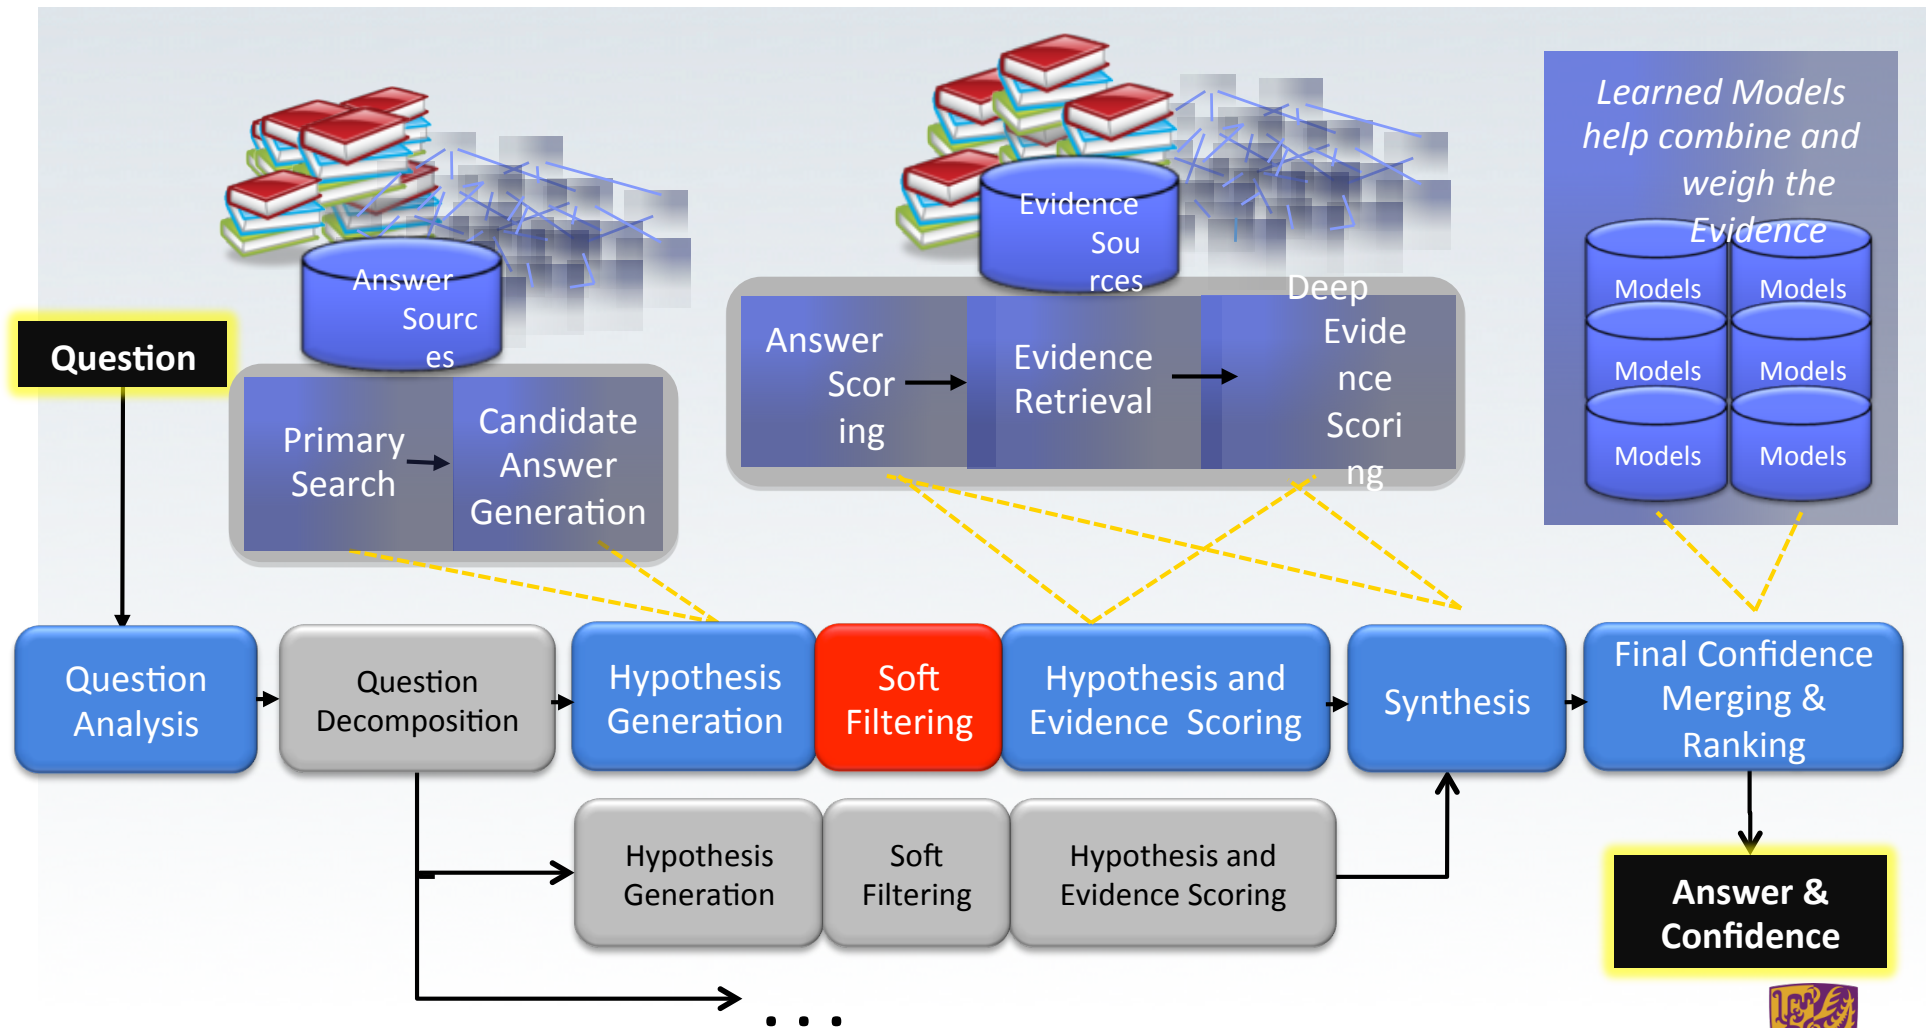 Learned Models
help combine and
weigh the
Evidence
Models
Models
Models
Models
Models
Models
Evidence
Sou
rces
Answer
Sourc
es
Question
Primary
Search
Candidate
Answer
Generation
Answer
Scor
ing
Evidence
Retrieval
Deep
Evide
nce
Scori
ng
Question
Analysis
Question
Decomposition
Hypothesis
Generation
Soft
Filtering
Hypothesis and
Evidence Scoring
Synthesis
Final Confidence
Merging &
Ranking
Hypothesis
Generation
Soft
Filtering
Hypothesis and
Evidence Scoring
Answer &
Confidence
. . .